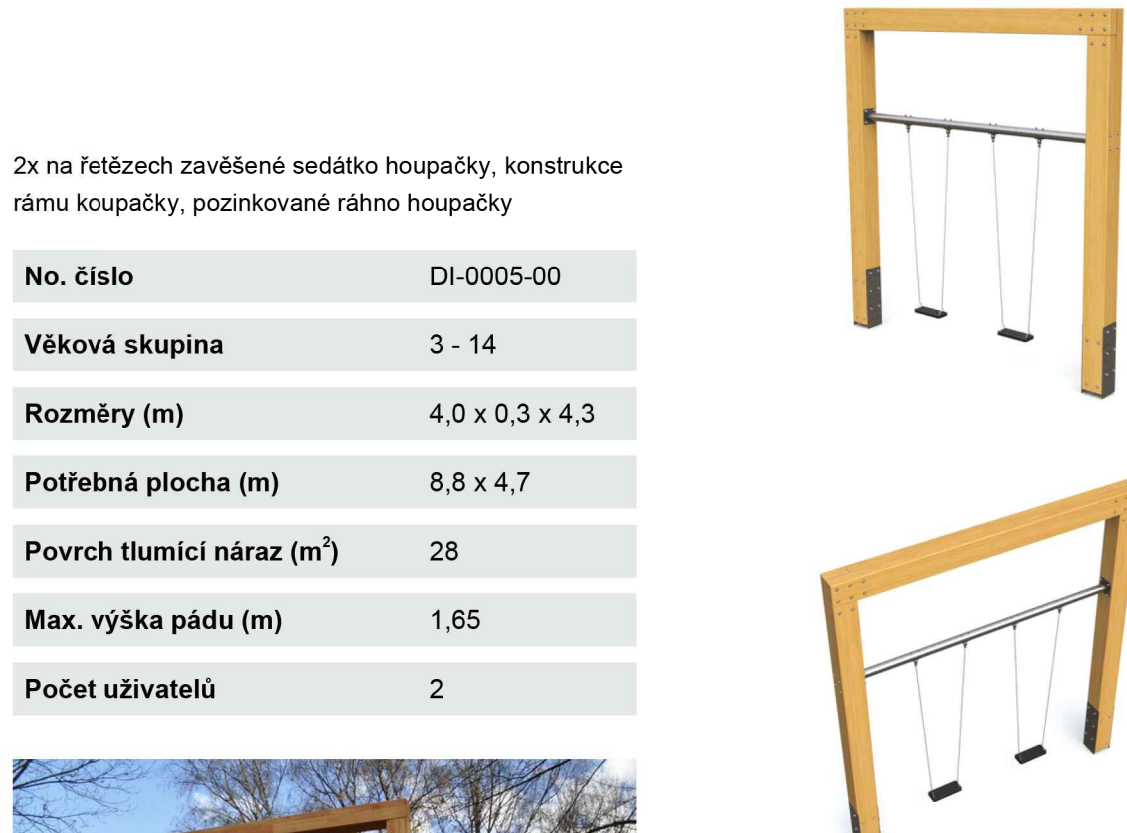 2x na řetězech zavěšené sedátko houpačky, konstrukce
rámu koupačky, pozinkované ráhno houpačky
No. číslo DI-0005-00
Věková skupina 3 - 14
Rozměry (m) 4,0 x 0,3 x 4,3
Potřebná plocha (m) 8,8 x 4,7
Povrch tlumící náraz (m²) 28
Max. výška pádu (m) 1,65
Počet uživatelů 2